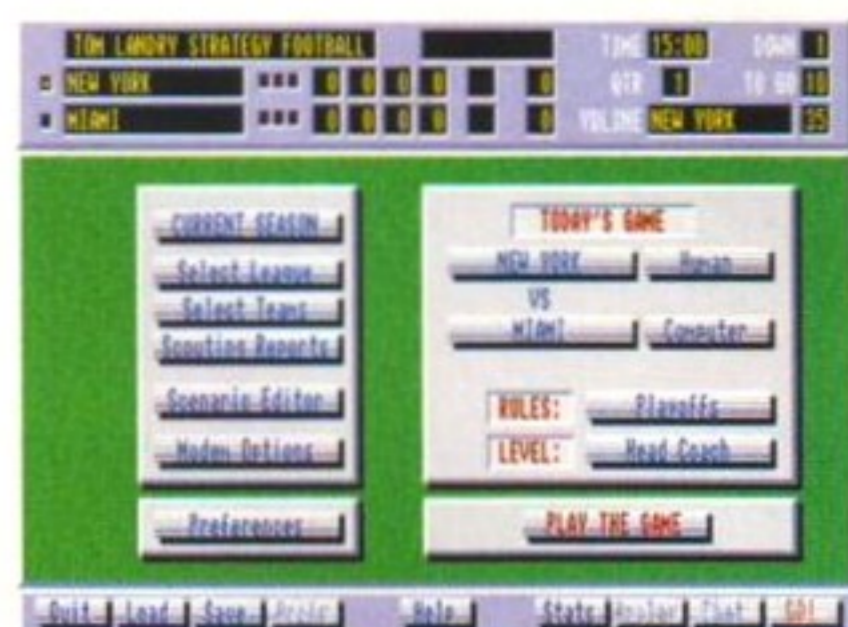 TOM LANDRY STRATEGY FOOTBALL TIME 15:00 DOWN 1
NEW YORK 0 0 0 0 0 QTR 1 TO GO 10
MIAMI 0 0 0 0 0 YDLINE NEW YORK 35
CURRENT SEASON
Select League
Select Teams
Scouting Reports
Scenario Editor
Modem Options
Preferences
TODAY'S GAME
NEW YORK Human
VS
MIAMI Computer
RULES: Playoffs
LEVEL: Head Coach
PLAY THE GAME
Quit Load Save Help Stats Chat GO!